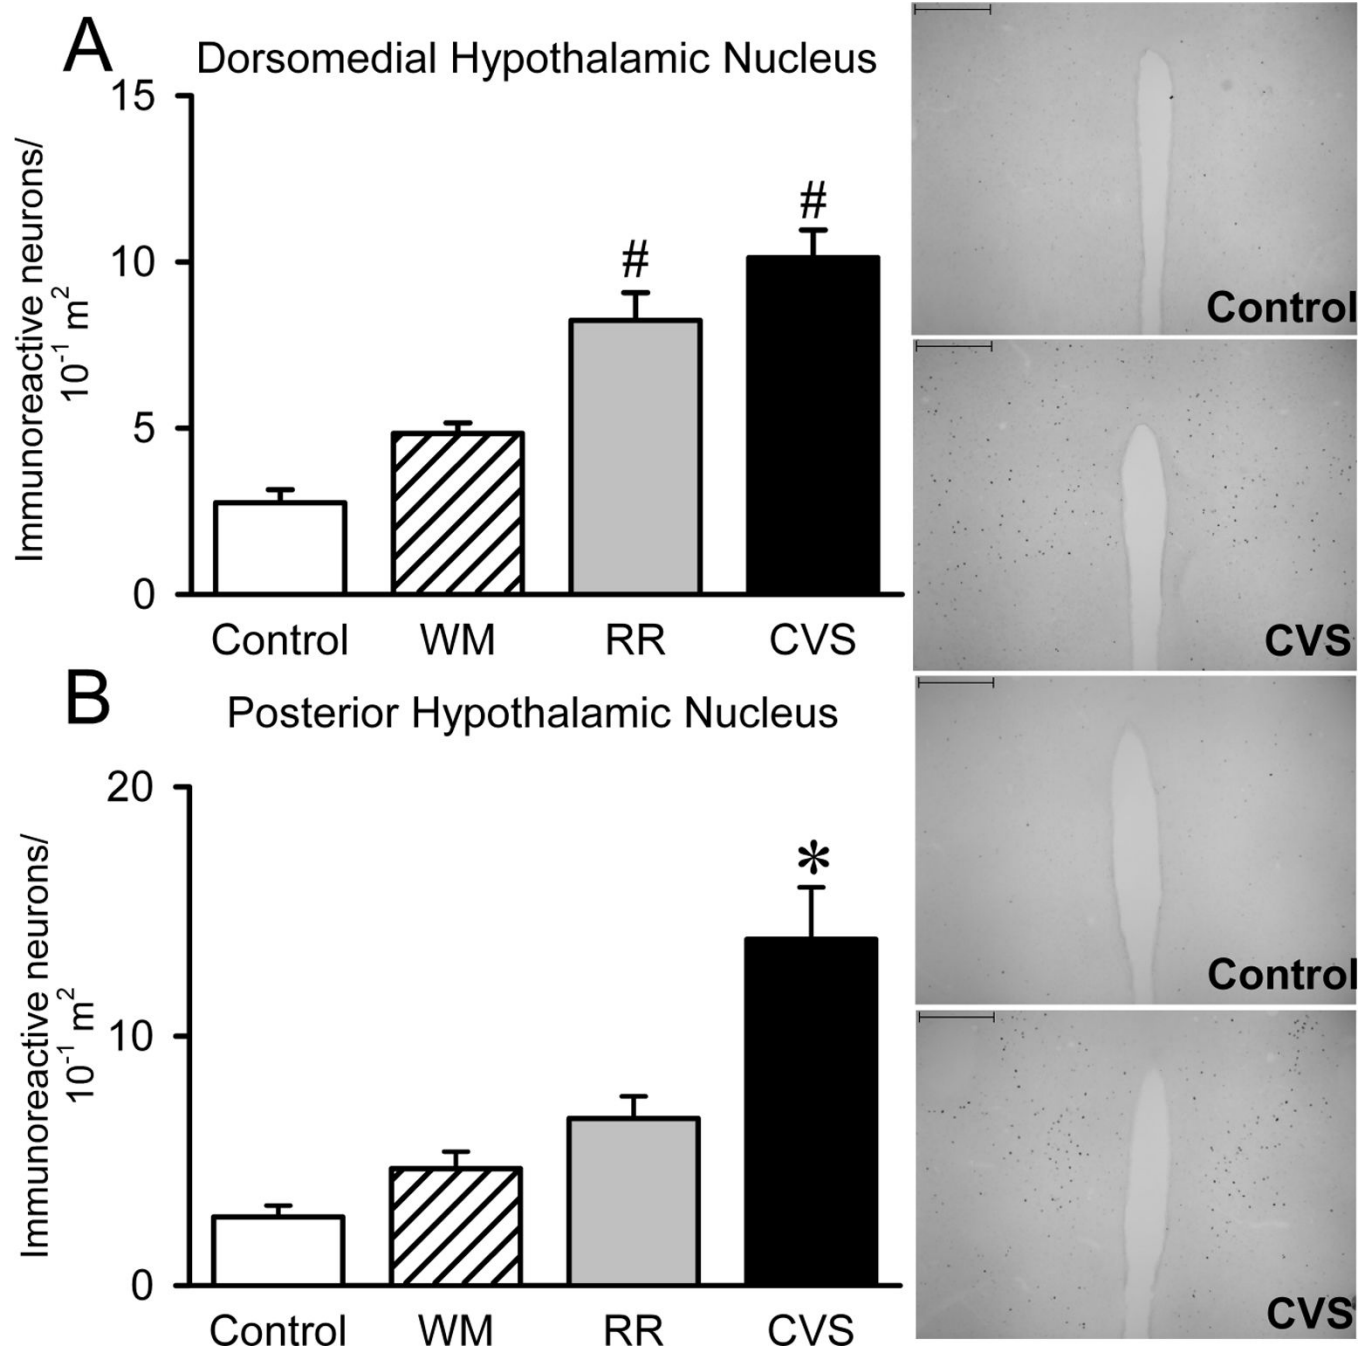 A
Dorsomedial Hypothalamic Nucleus
15
10
5
0
Immunoreactive neurons/
10⁻¹ m²
#
#
Control WM RR CVS
Control
CVS
B
Posterior Hypothalamic Nucleus
20
10
0
Immunoreactive neurons/
10⁻¹ m²
*
Control WM RR CVS
Control
CVS